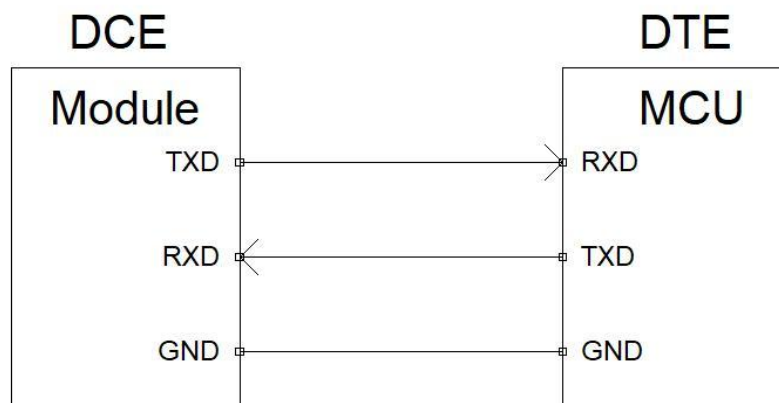 DCE DTE
Module MCU
TXD RXD
RXD TXD
GND GND